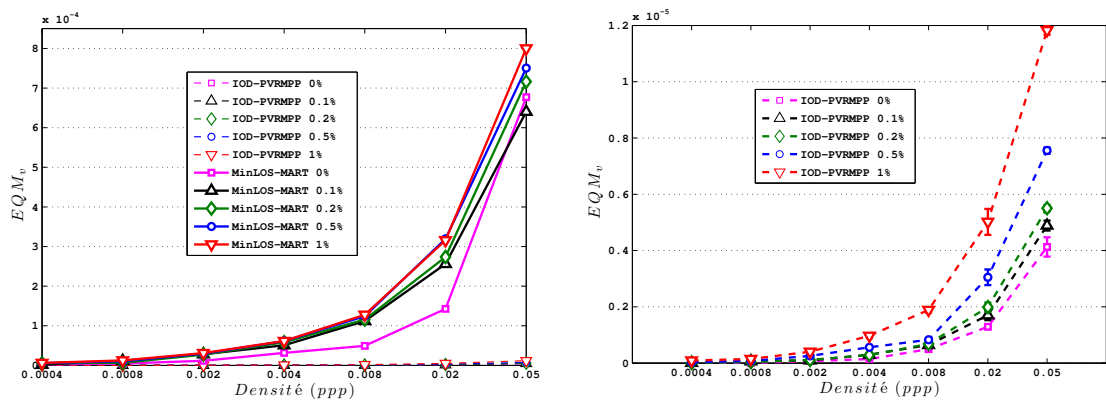 x 10⁻⁴
8
7
6
5
4
3
2
1
0
EQM_v
IOD-PVRMPP 0%
IOD-PVRMPP 0.1%
IOD-PVRMPP 0.2%
IOD-PVRMPP 0.5%
IOD-PVRMPP 1%
MinLOS-MART 0%
MinLOS-MART 0.1%
MinLOS-MART 0.2%
MinLOS-MART 0.5%
MinLOS-MART 1%
0.0004 0.0008 0.002 0.004 0.008 0.02 0.05
Densité (ppp)
x 10⁻⁵
1.2
1
0.8
0.6
0.4
0.2
0
EQM_v
IOD-PVRMPP 0%
IOD-PVRMPP 0.1%
IOD-PVRMPP 0.2%
IOD-PVRMPP 0.5%
IOD-PVRMPP 1%
0.0004 0.0008 0.002 0.004 0.008 0.02 0.05
Densité (ppp)